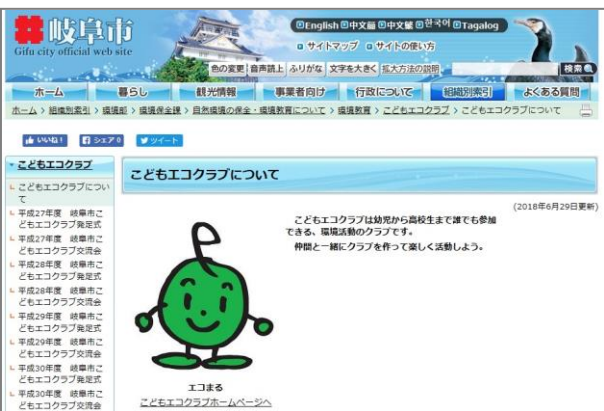 岐阜市
Gifu city official web site
English 中文簡 中文繁 한국어 Tagalog
サイトマップ サイトの使い方
色の変更 音声読上 ふりがな 文字を大きく 拡大方法の説明 検索
ホーム 暮らし 観光情報 事業者向け 行政について 組織別索引 よくある質問
ホーム > 組織別索引 > 環境部 > 環境保全課 > 自然環境の保全・環境教育について > 環境教育 > こどもエコクラブ > こどもエコクラブについて
いいね! シェア 0 ツイート
こどもエコクラブ
こどもエコクラブについ
て
平成27年度 岐阜市こ
どもエコクラブ発足式
平成27年度 岐阜市こ
どもエコクラブ交流会
平成28年度 岐阜市こ
どもエコクラブ発足式
平成28年度 岐阜市こ
どもエコクラブ交流会
平成29年度 岐阜市こ
どもエコクラブ発足式
平成29年度 岐阜市こ
どもエコクラブ交流会
平成30年度 岐阜市こ
どもエコクラブ発足式
平成30年度 岐阜市こ
どもエコクラブ交流会
こどもエコクラブについて
(2018年6月29日更新)
こどもエコクラブは幼児から高校生まで誰でも参加
できる、環境活動のクラブです。
仲間と一緒にクラブを作って楽しく活動しよう。
エコまる
こどもエコクラブホームページへ